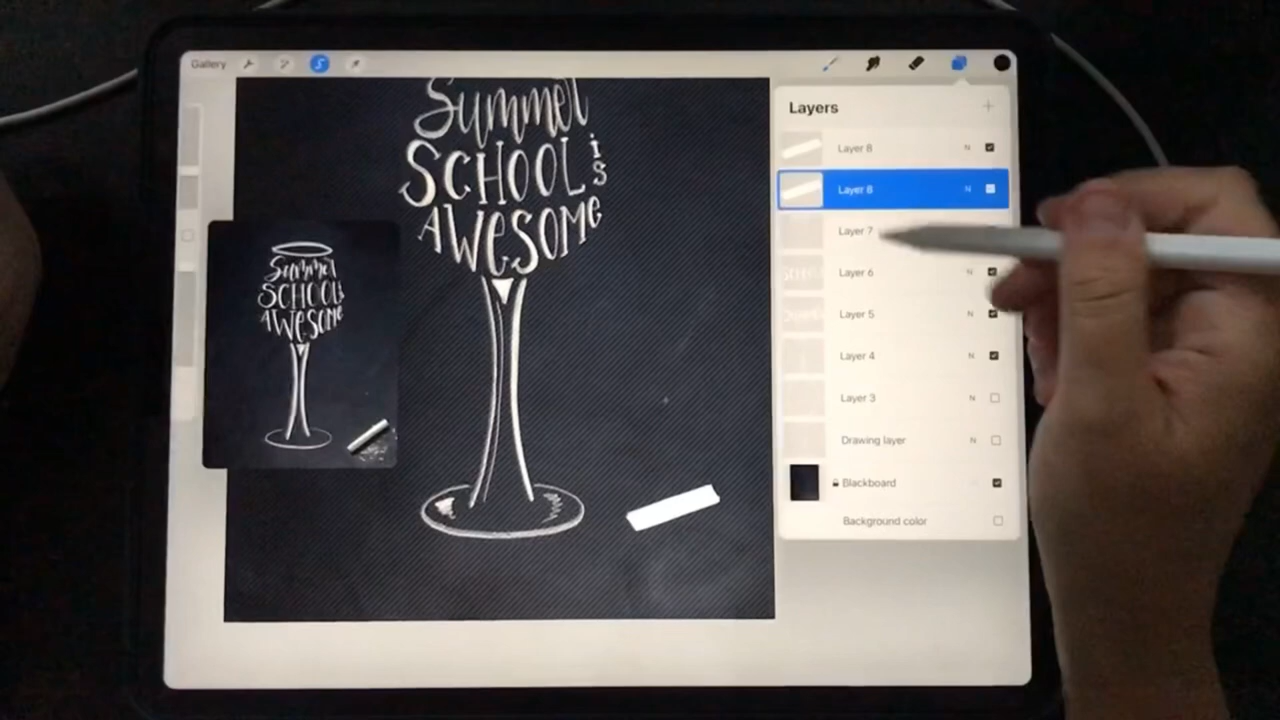 Gallery
Layers
Summer
SCHOOL is
AWESOME
Layer 8 N
Layer 8 N
Layer 7
Layer 6 N
Layer 5 N
Layer 4 N
Layer 3 N
Drawing layer N
Blackboard
Background color
Summer
SCHOOL is
AWESOME